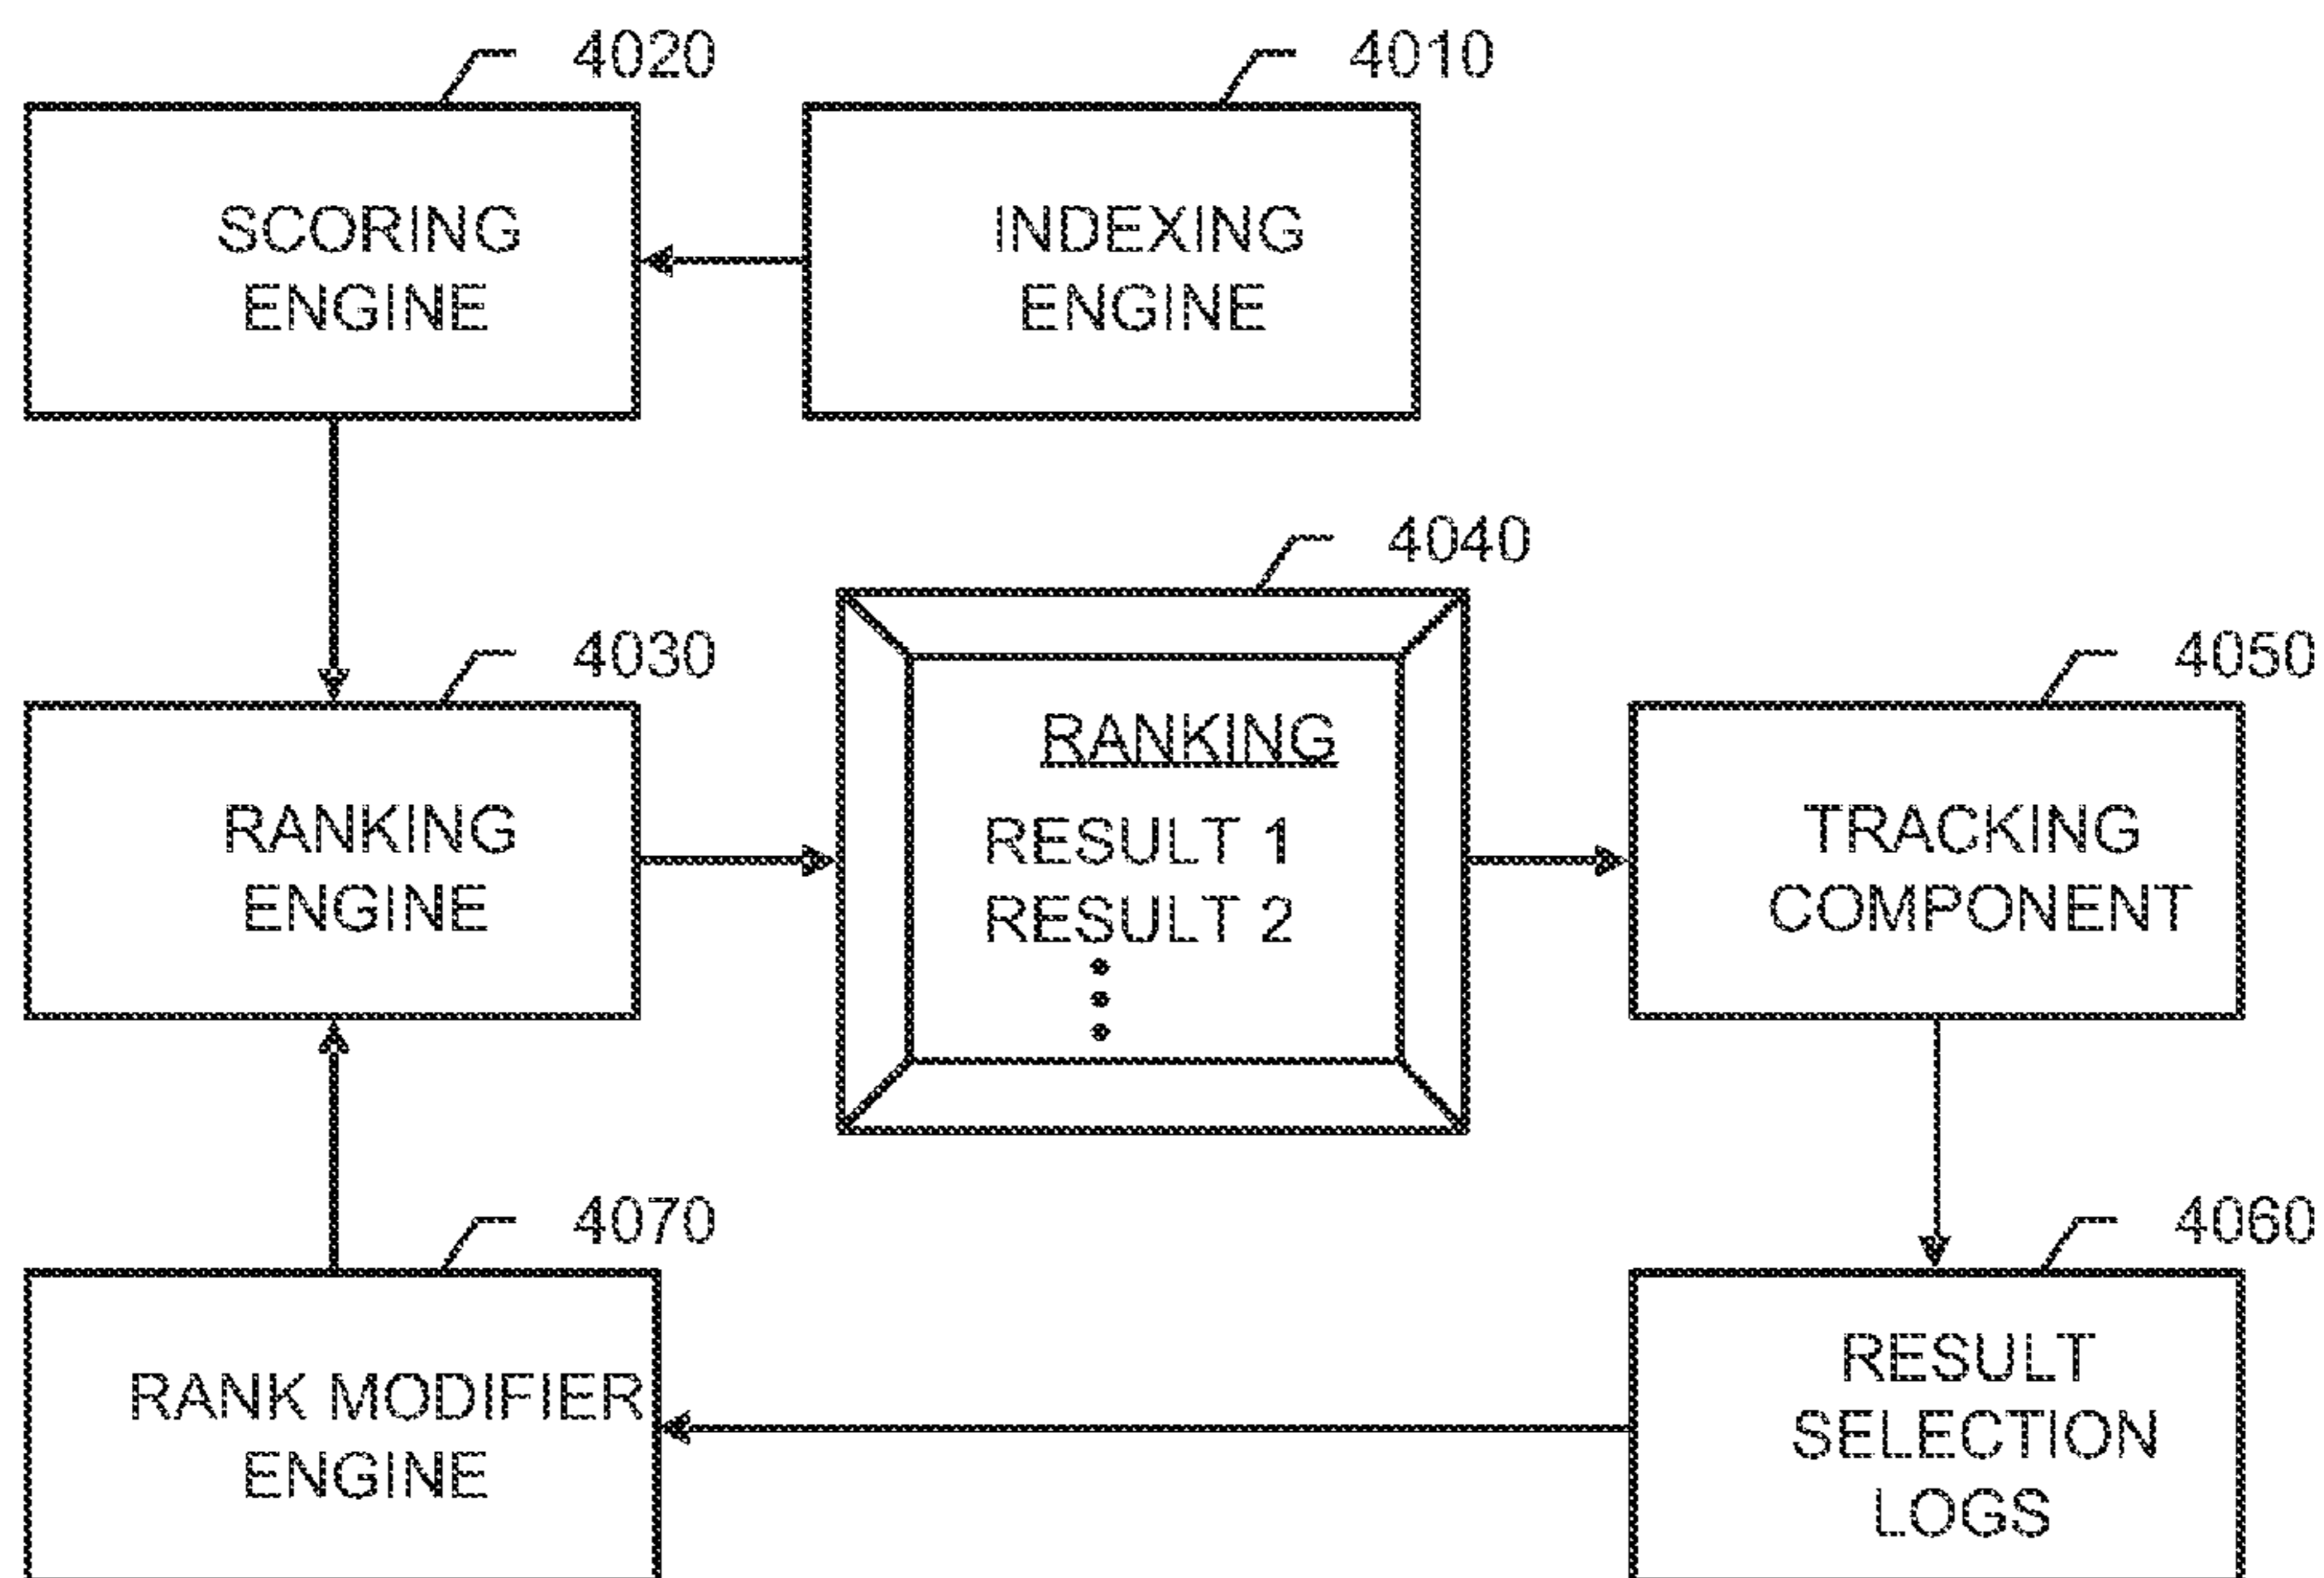 4020
4010
SCORING
ENGINE
INDEXING
ENGINE
4040
4030
4050
RANKING
ENGINE
RANKING
RESULT 1
RESULT 2
TRACKING
COMPONENT
4070
4060
RANK MODIFIER
ENGINE
RESULT
SELECTION
LOGS